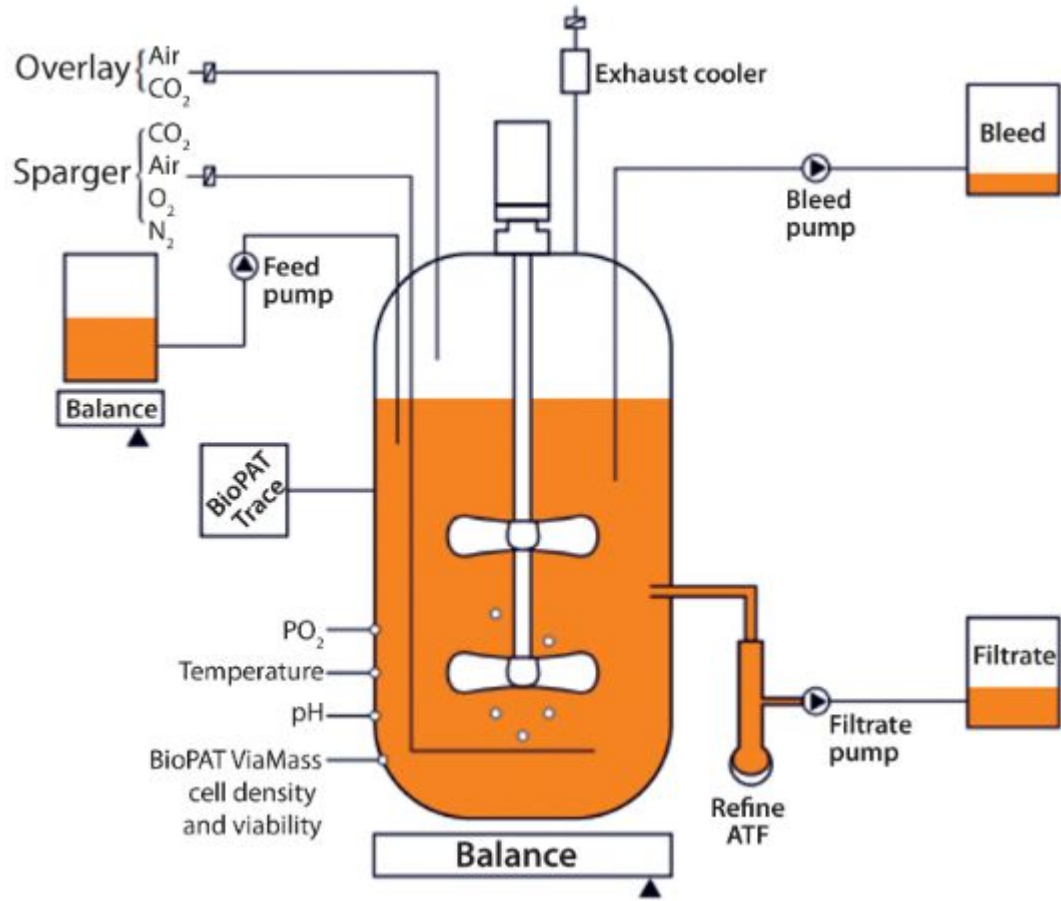 Overlay
Air
CO₂
Sparger
CO₂
Air
O₂
N₂
Exhaust cooler
Bleed
Bleed
pump
Feed
pump
Balance
BioPAT
Trace
PO₂
Temperature
pH
BioPAT ViaMass
cell density
and viability
Filtrate
Filtrate
pump
Refine
ATF
Balance